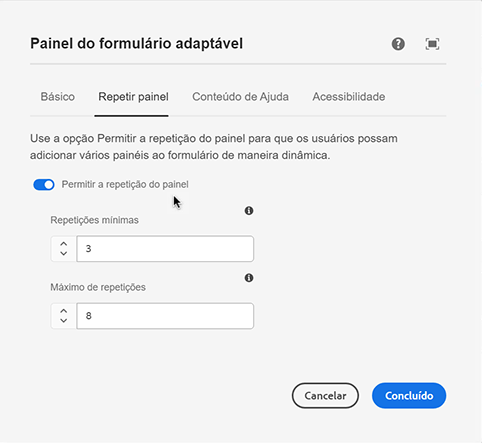 Painel do formulário adaptável
Básico
Repetir painel
Conteúdo de Ajuda
Acessibilidade
Use a opção Permitir a repetição do painel para que os usuários possam
adicionar vários painéis ao formulário de maneira dinâmica.
Permitir a repetição do painel
Repetições mínimas
3
Máximo de repetições
8
Cancelar
Concluído